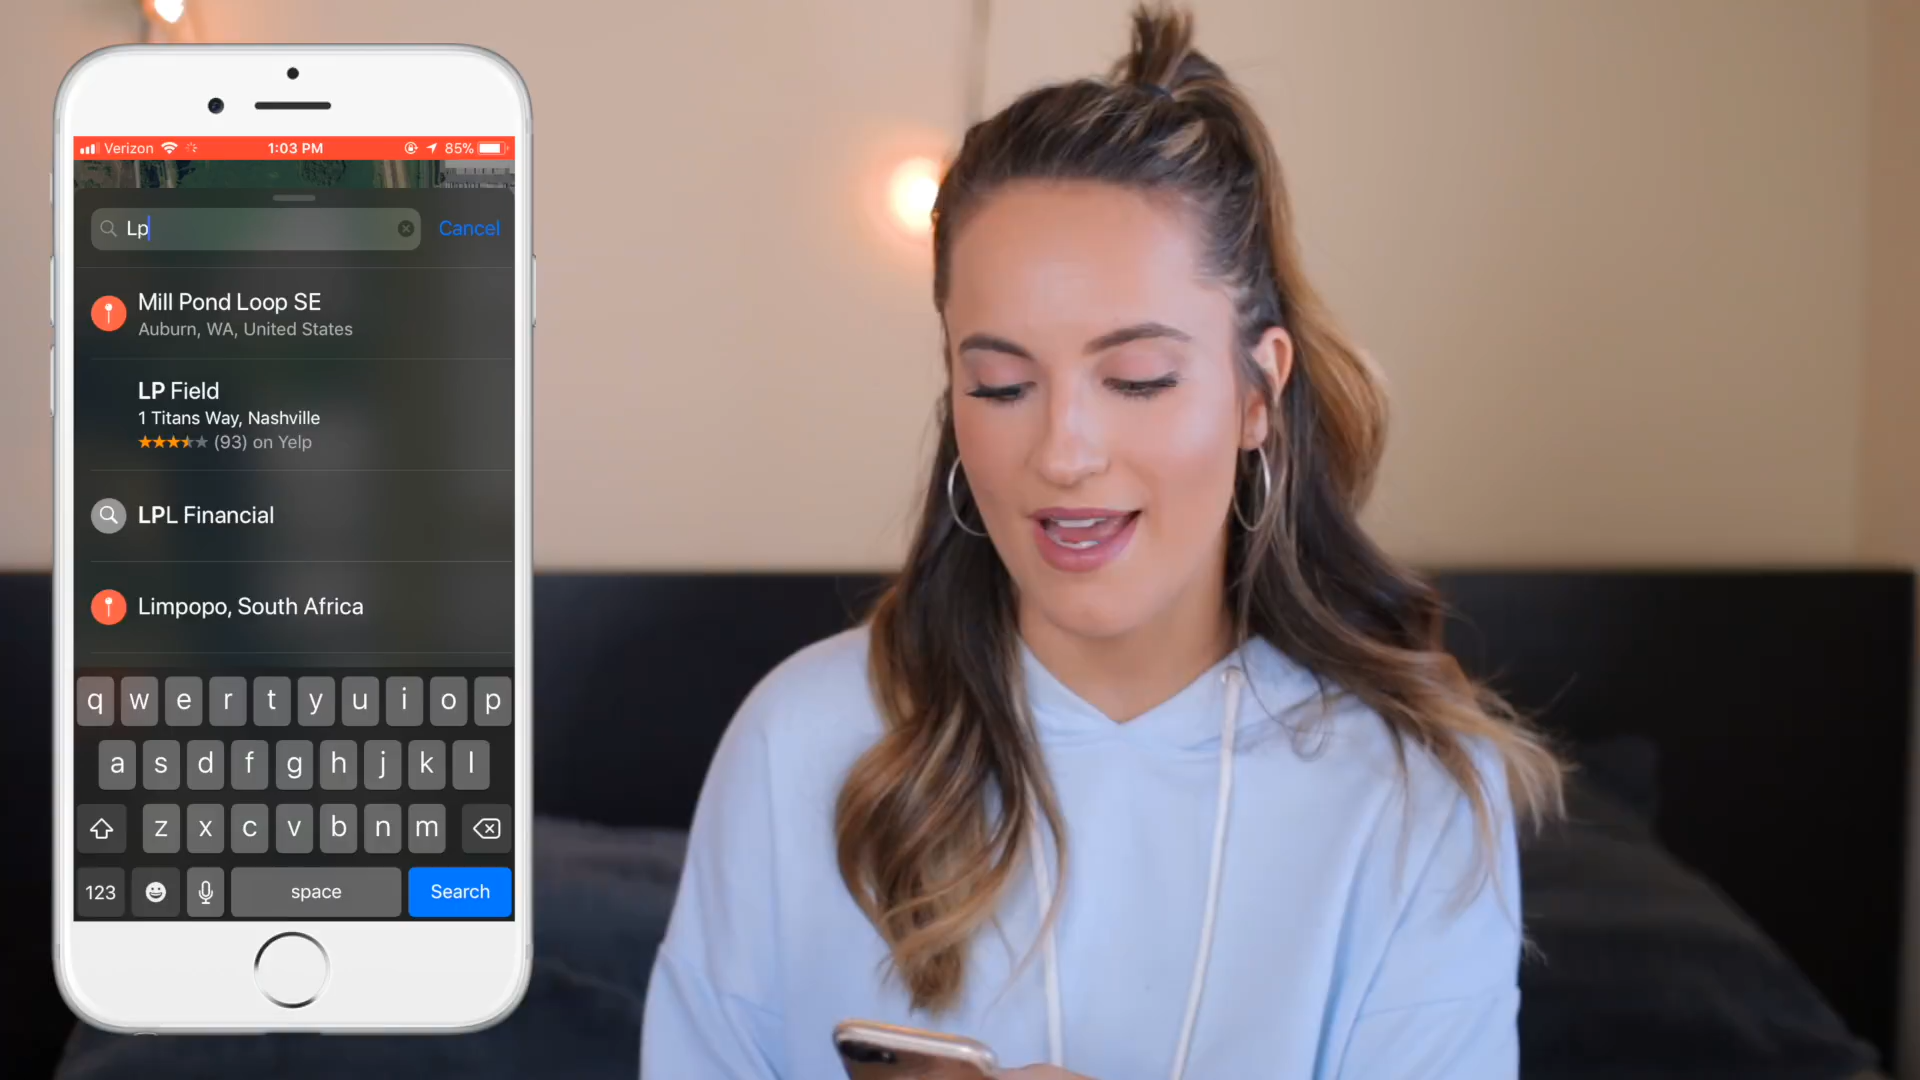 Verizon 1:03 PM 85%
Lp Cancel
Mill Pond Loop SE
Auburn, WA, United States
LP Field
1 Titans Way, Nashville
(93) on Yelp
LPL Financial
Limpopo, South Africa
q w e r t y u i o p
a s d f g h j k l
z x c v b n m
123 space Search